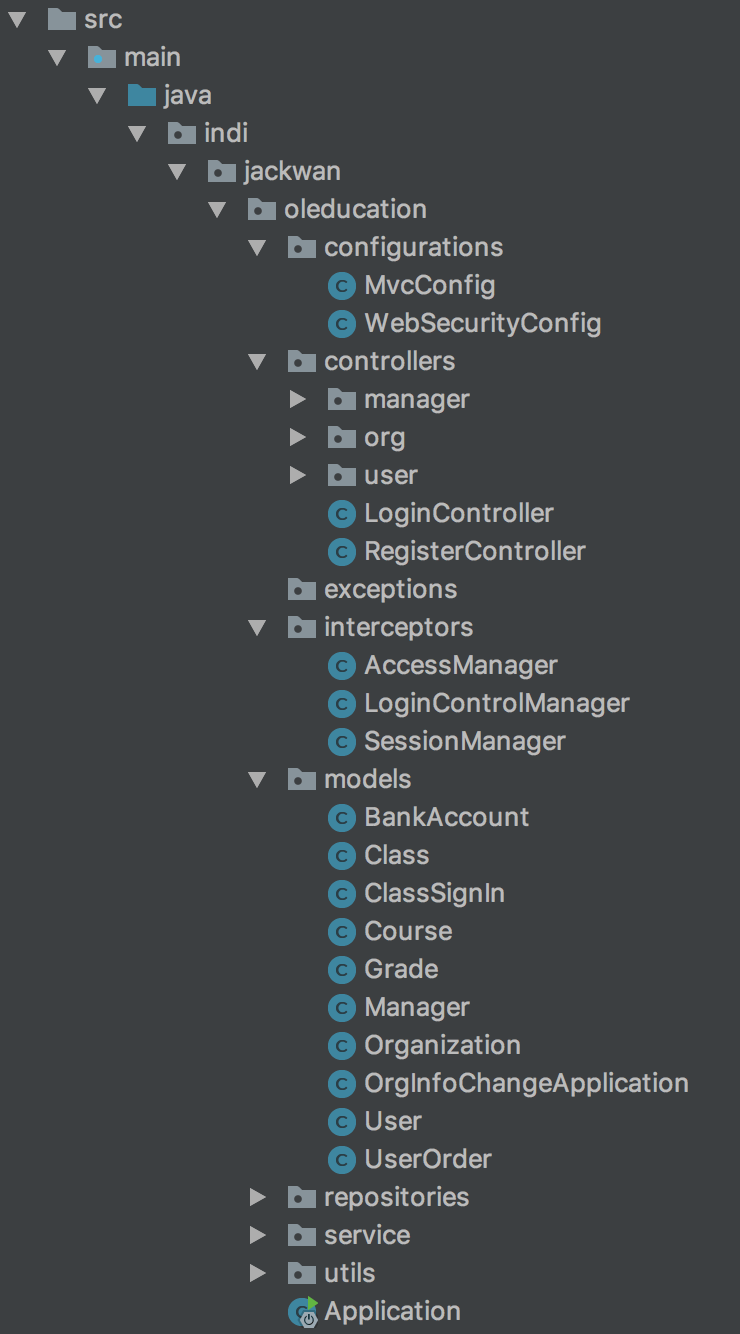 src
main
java
indi
jackwan
oleducation
configurations
MvcConfig
WebSecurityConfig
controllers
manager
org
user
LoginController
RegisterController
exceptions
interceptors
AccessManager
LoginControlManager
SessionManager
models
BankAccount
Class
ClassSignIn
Course
Grade
Manager
Organization
OrgInfoChangeApplication
User
UserOrder
repositories
service
utils
Application